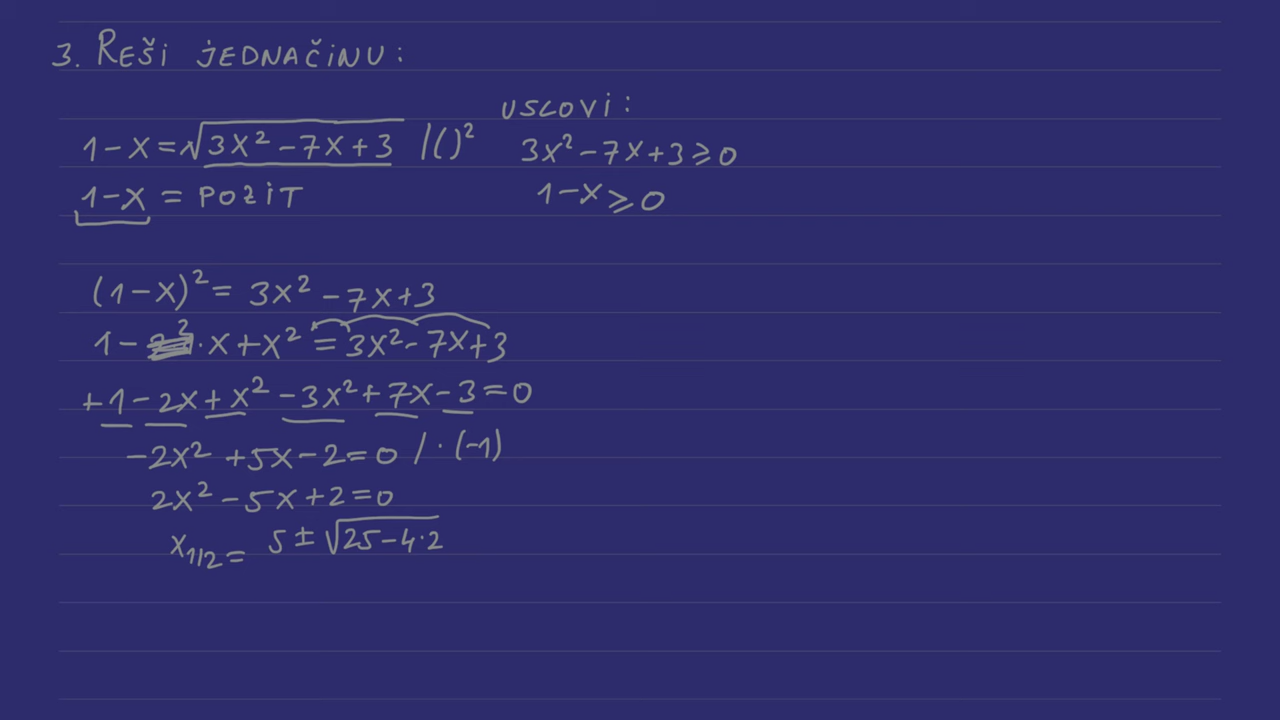 3. REŠI JEDNAČINU:
USLOVI:
1-x=√(3x²-7x+3) |()²
3x²-7x+3≥0
1-x = POZIT
1-x≥0
(1-x)²=3x²-7x+3
1-2·x+x²=3x²-7x+3
+1-2x+x²-3x²+7x-3=0
-2x²+5x-2=0 /·(-1)
2x²-5x+2=0
x1/2= 5±√(25-4·2